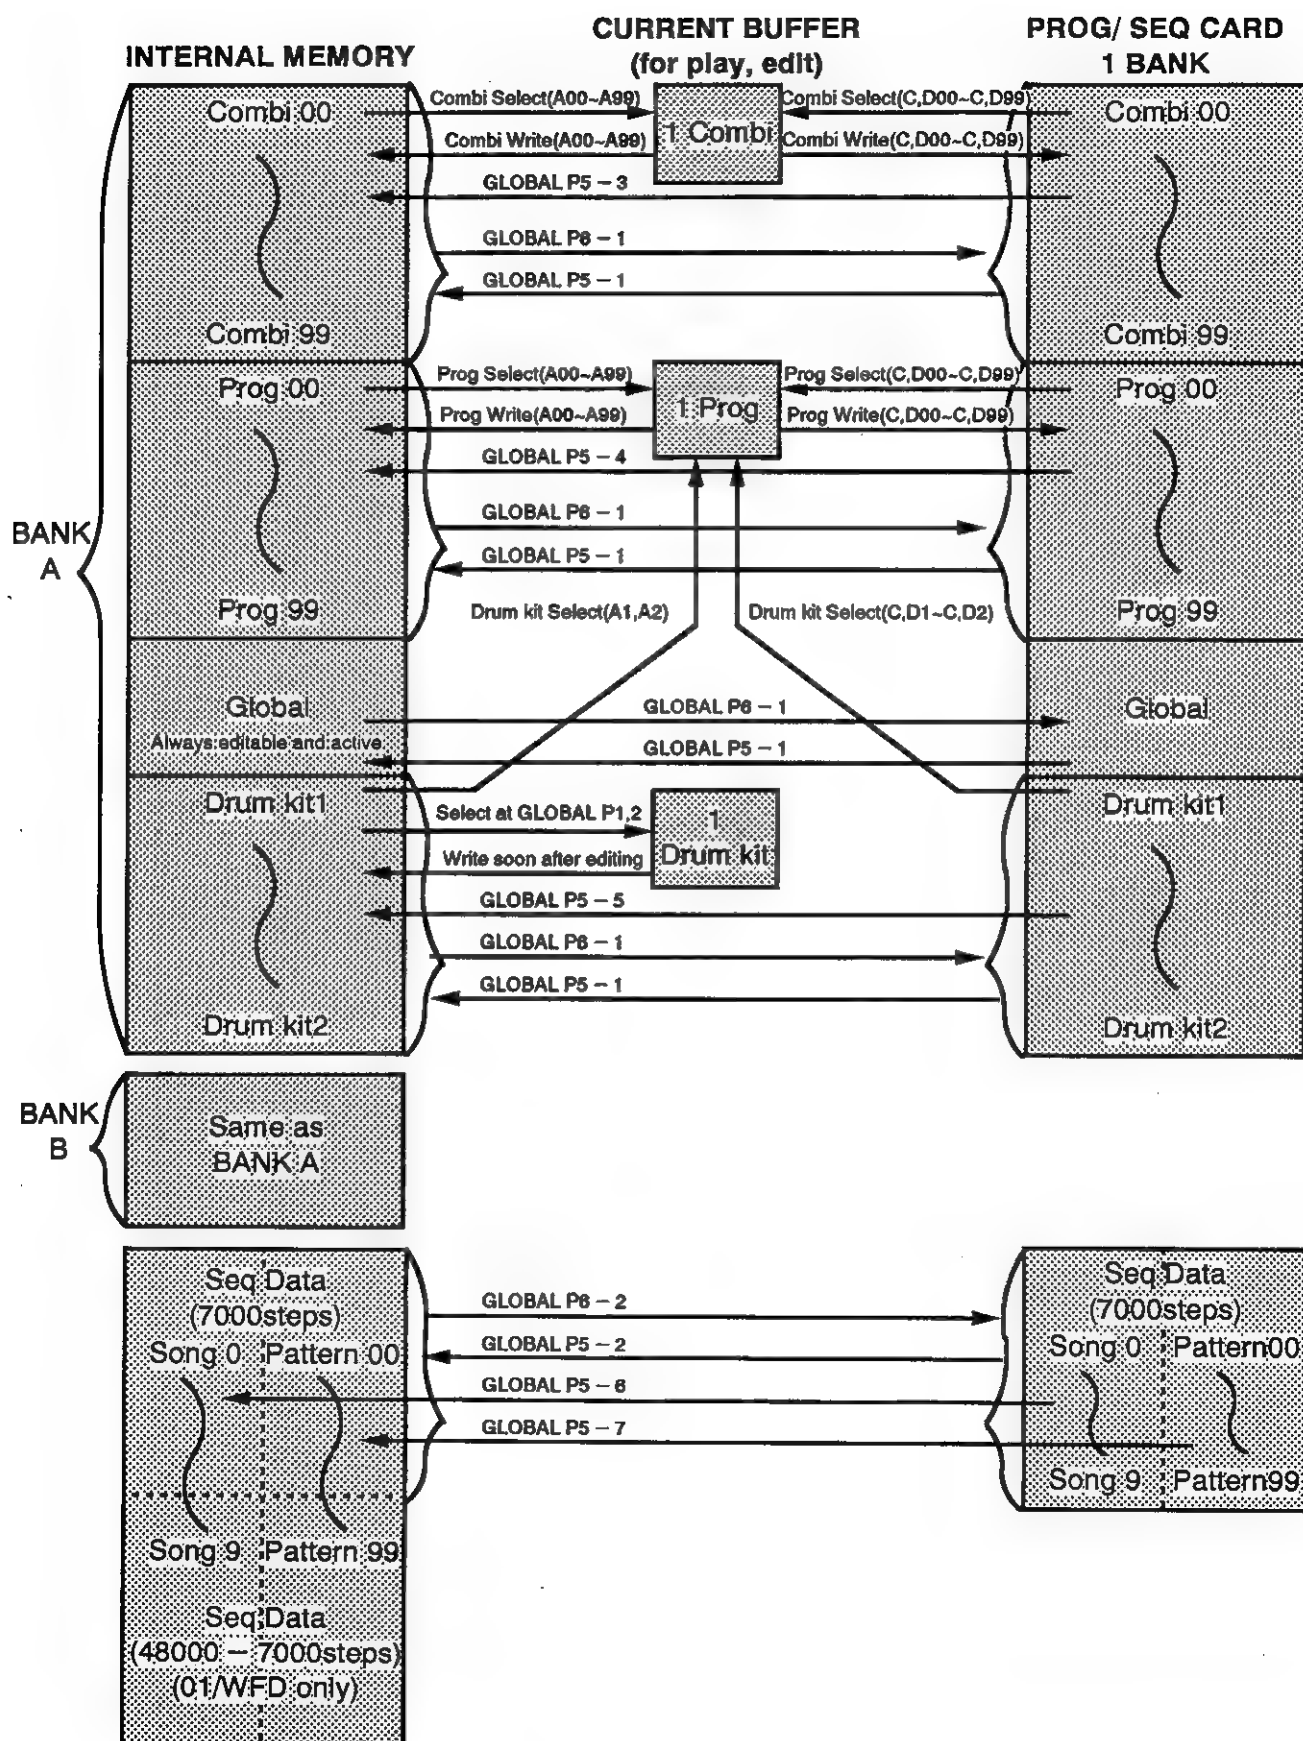 INTERNAL MEMORY
CURRENT BUFFER
(for play, edit)
PROG/ SEQ CARD
1 BANK
Combi 00
Combi Select(A00~A99)
1 Combi
Combi Select(C,D00~C,D99)
Combi 00
Combi Write(A00~A99)
Combi Write(C,D00~C,D99)
GLOBAL P5 – 3
GLOBAL P6 – 1
GLOBAL P5 – 1
Combi 99
Combi 99
Prog 00
Prog Select(A00~A99)
1 Prog
Prog Select(C,D00~C,D99)
Prog 00
Prog Write(A00~A99)
Prog Write(C,D00~C,D99)
GLOBAL P5 – 4
GLOBAL P6 – 1
GLOBAL P5 – 1
BANK
A
Prog 99
Drum kit Select(A1,A2)
Drum kit Select(C,D1~C,D2)
Prog 99
Global
Always editable and active
GLOBAL P6 – 1
GLOBAL P5 – 1
Global
Drum kit1
Select at GLOBAL P1,2
1
Drum kit
Drum kit1
Write soon after editing
GLOBAL P5 – 5
GLOBAL P6 – 1
GLOBAL P5 – 1
Drum kit2
Drum kit2
BANK
B
Same as
BANK A
Seq Data
(7000steps)
Song 0
Pattern 00
GLOBAL P6 – 2
GLOBAL P5 – 2
GLOBAL P5 – 6
GLOBAL P5 – 7
Seq Data
(7000steps)
Song 0
Pattern00
Song 9
Pattern99
Song 9
Pattern 99
Seq Data
(48000 – 7000steps)
(01/WFD only)